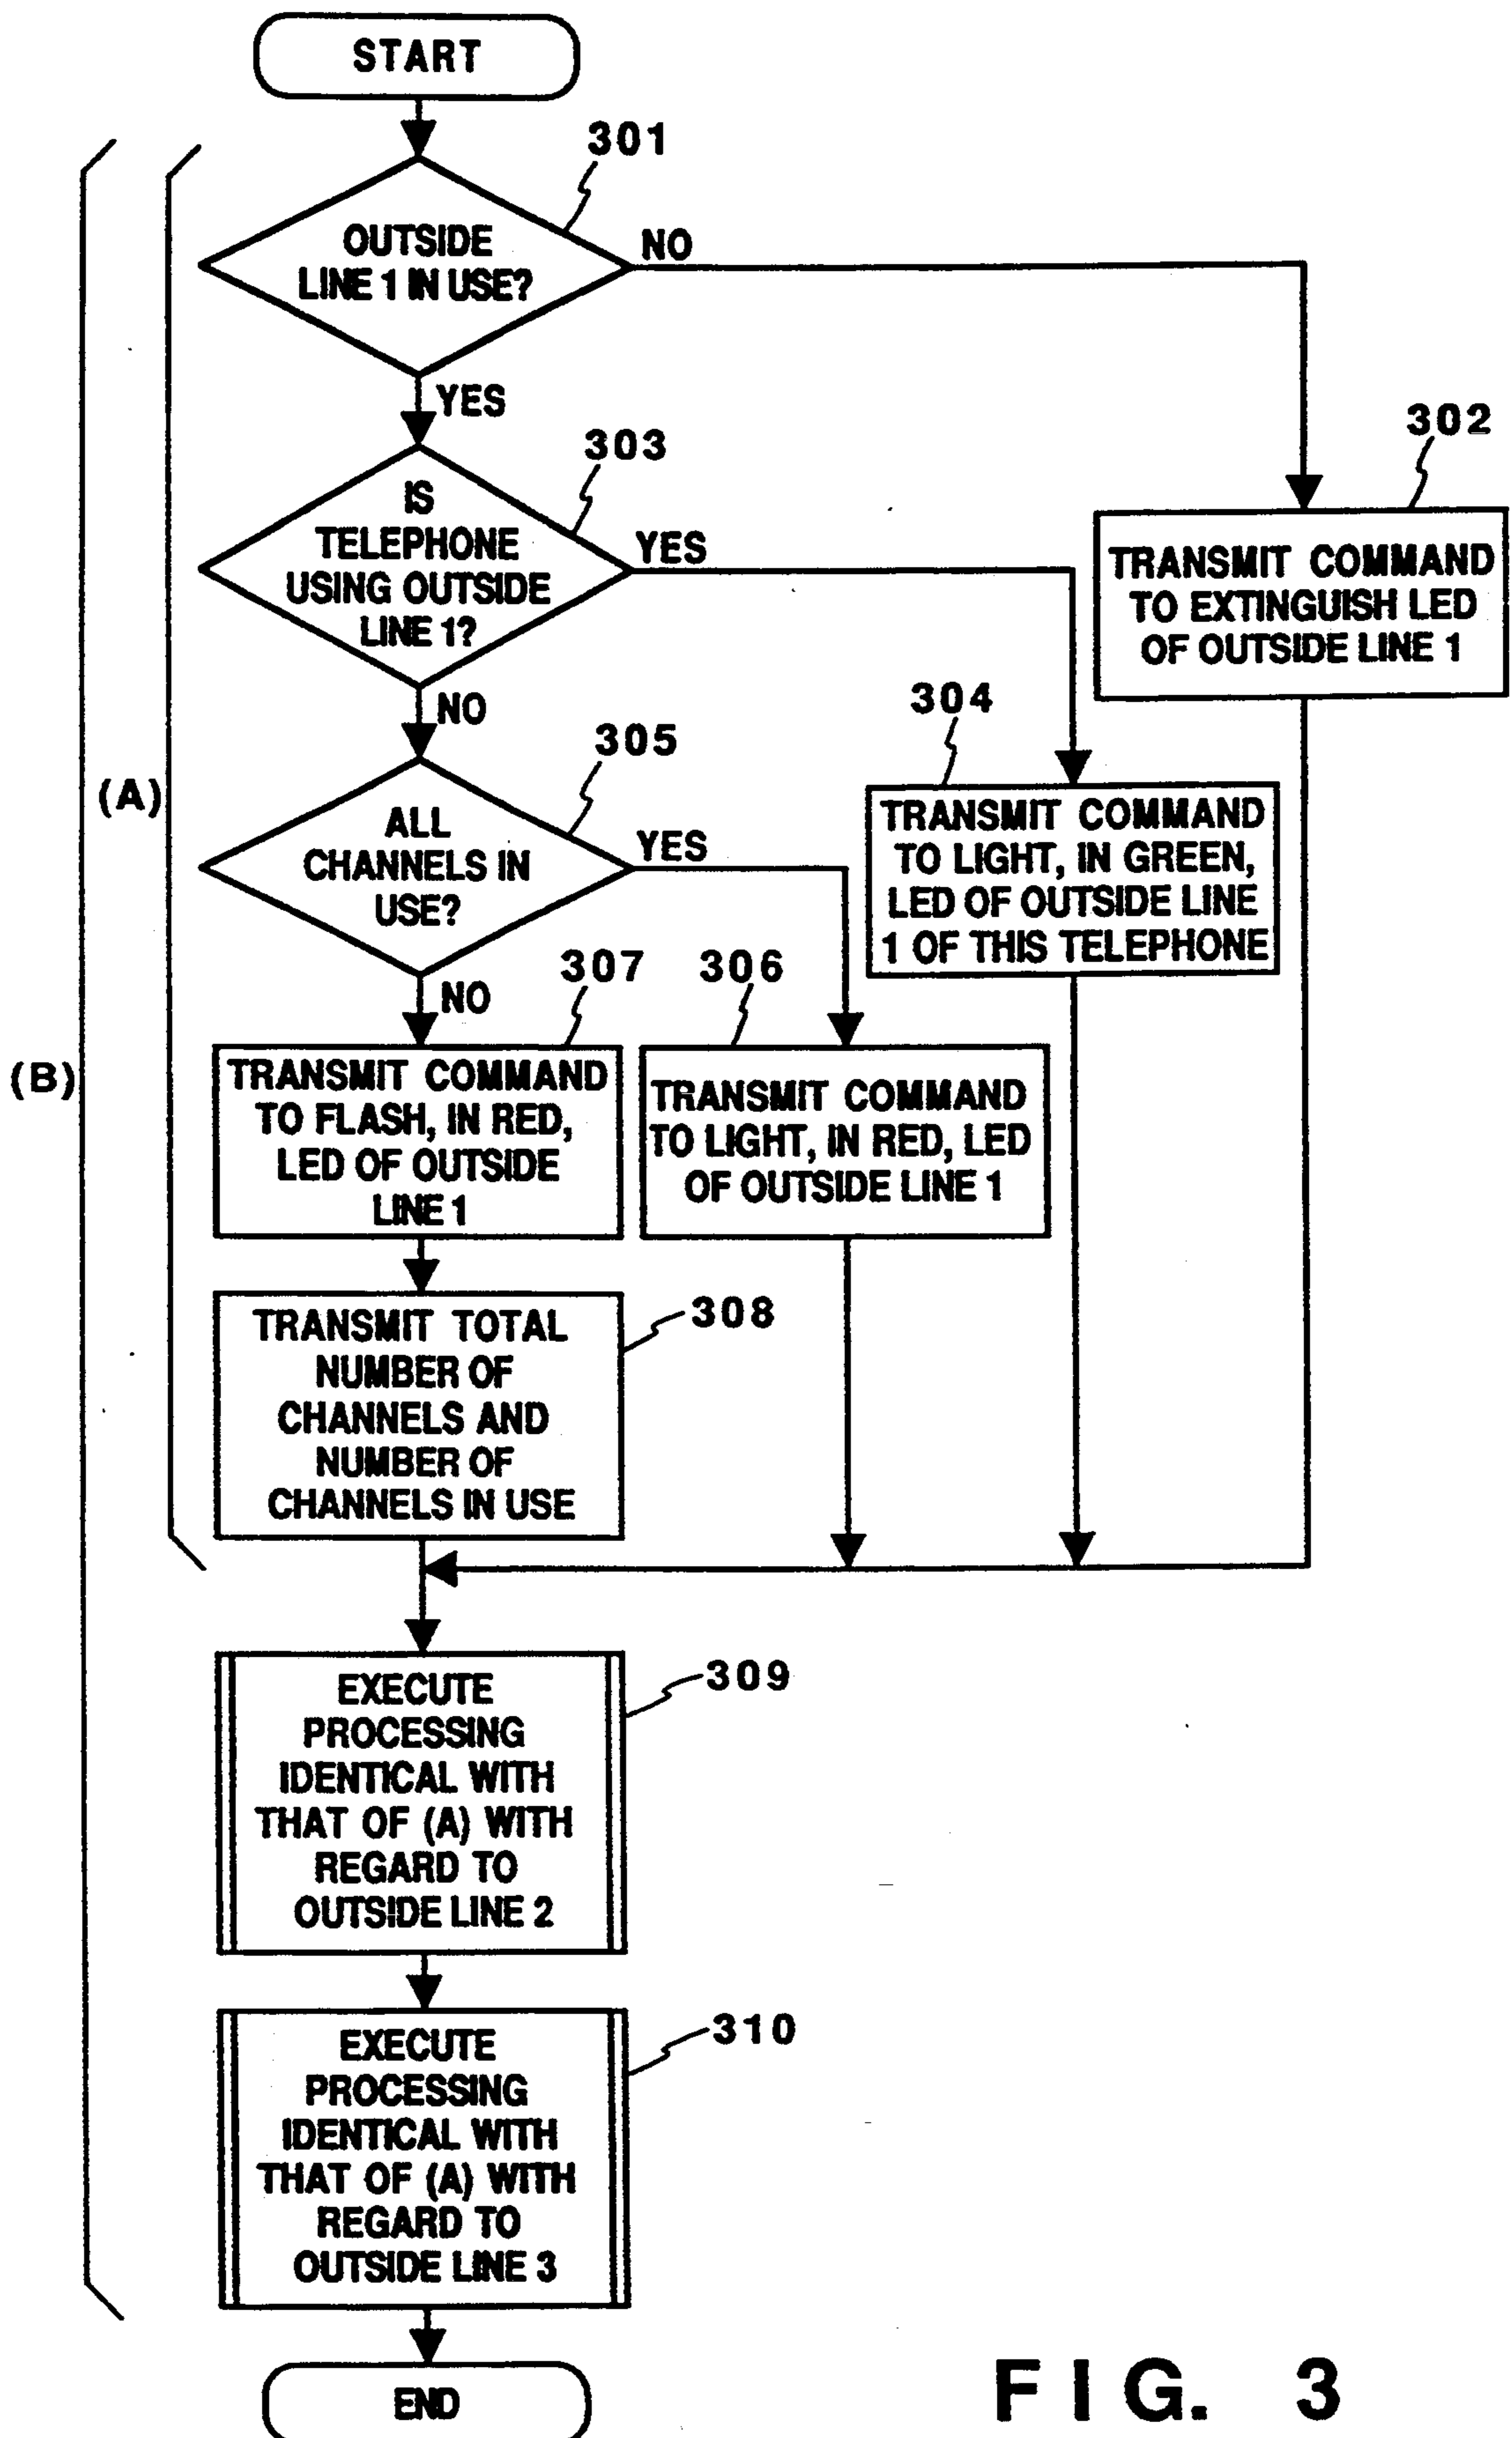 START
301
OUTSIDE
LINE 1 IN USE?
NO
YES
302
TRANSMIT COMMAND
TO EXTINGUISH LED
OF OUTSIDE LINE 1
303
IS
TELEPHONE
USING OUTSIDE
LINE 1?
YES
NO
304
TRANSMIT COMMAND
TO LIGHT, IN GREEN,
LED OF OUTSIDE LINE
1 OF THIS TELEPHONE
(A)
305
ALL
CHANNELS IN
USE?
YES
NO
307
TRANSMIT COMMAND
TO FLASH, IN RED,
LED OF OUTSIDE
LINE 1
306
TRANSMIT COMMAND
TO LIGHT, IN RED, LED
OF OUTSIDE LINE 1
(B)
308
TRANSMIT TOTAL
NUMBER OF
CHANNELS AND
NUMBER OF
CHANNELS IN USE
309
EXECUTE
PROCESSING
IDENTICAL WITH
THAT OF (A) WITH
REGARD TO
OUTSIDE LINE 2
310
EXECUTE
PROCESSING
IDENTICAL WITH
THAT OF (A) WITH
REGARD TO
OUTSIDE LINE 3
END
FIG. 3